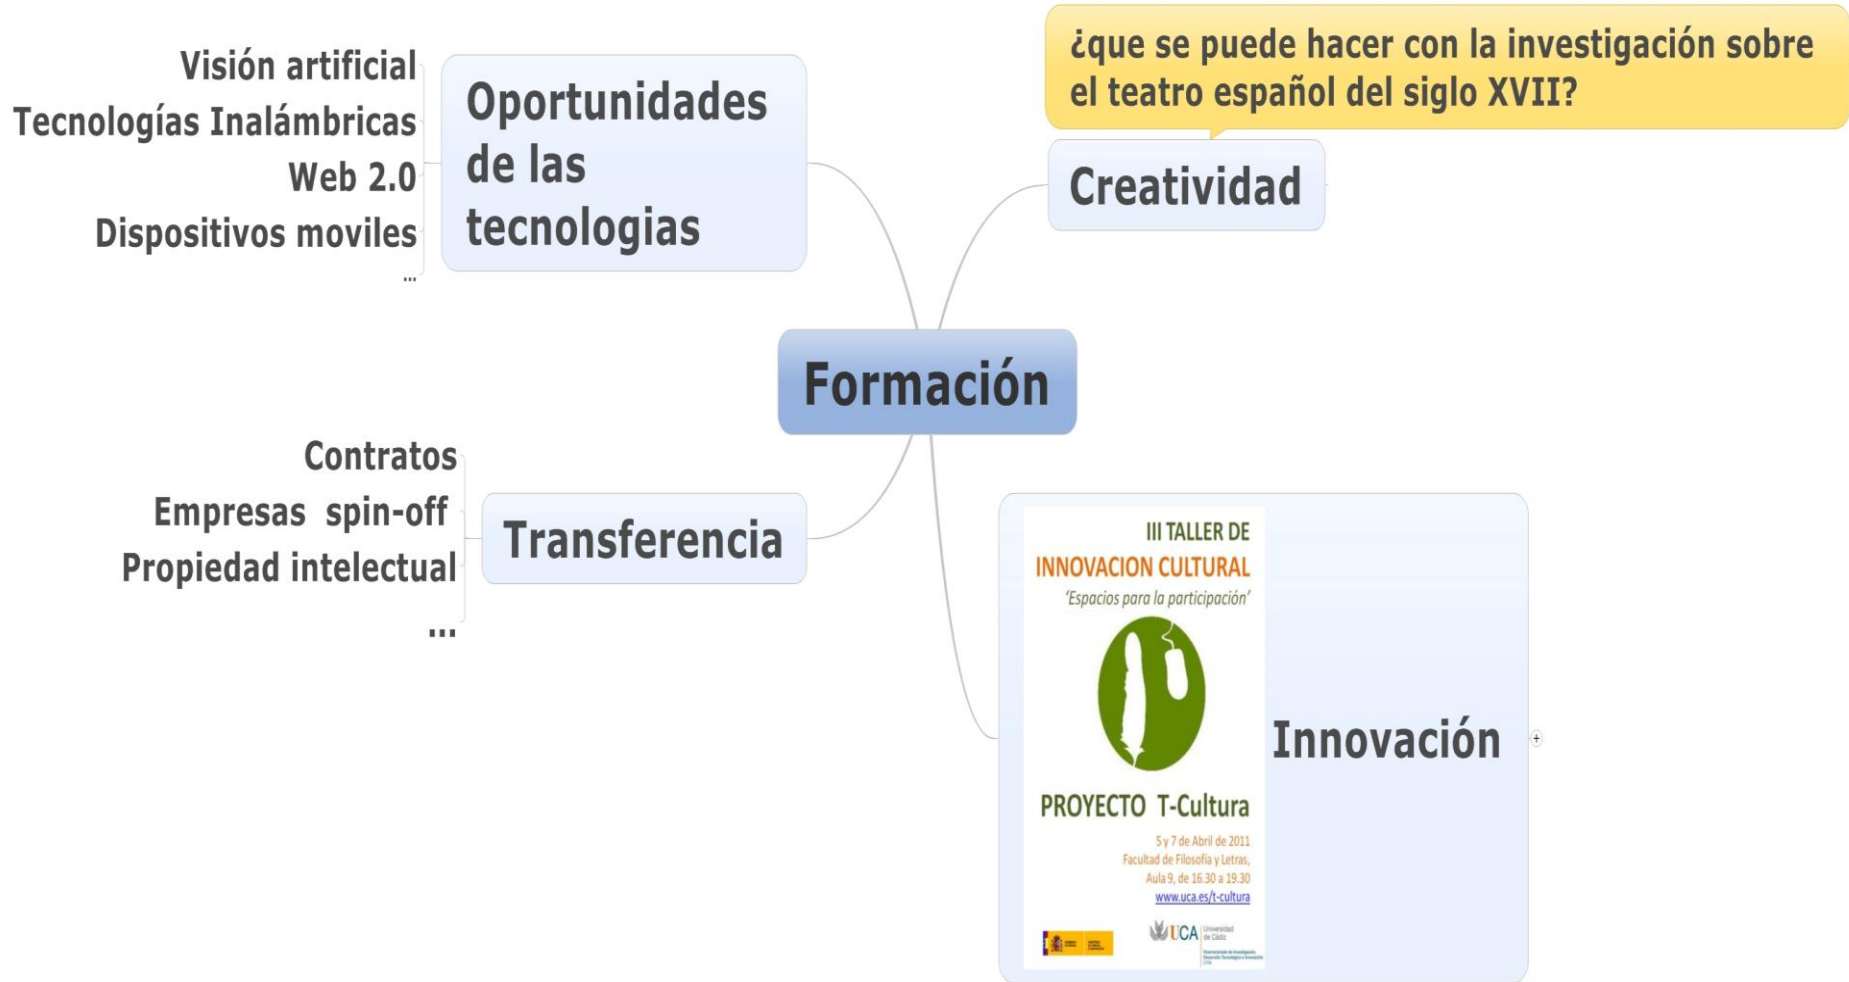 Visión artificial
Tecnologías Inalámbricas
Web 2.0
Dispositivos moviles
...
Oportunidades
de las
tecnologias
¿que se puede hacer con la investigación sobre
el teatro español del siglo XVII?
Creatividad
Formación
Contratos
Empresas spin-off
Propiedad intelectual
...
Transferencia
III TALLER DE
INNOVACION CULTURAL
‘Espacios para la participación’
PROYECTO T-Cultura
5 y 7 de Abril de 2011
Facultad de Filosofía y Letras,
Aula 9, de 16.30 a 19.30
www.uca.es/t-cultura
UCA
Universidad
de Cádiz
Innovación